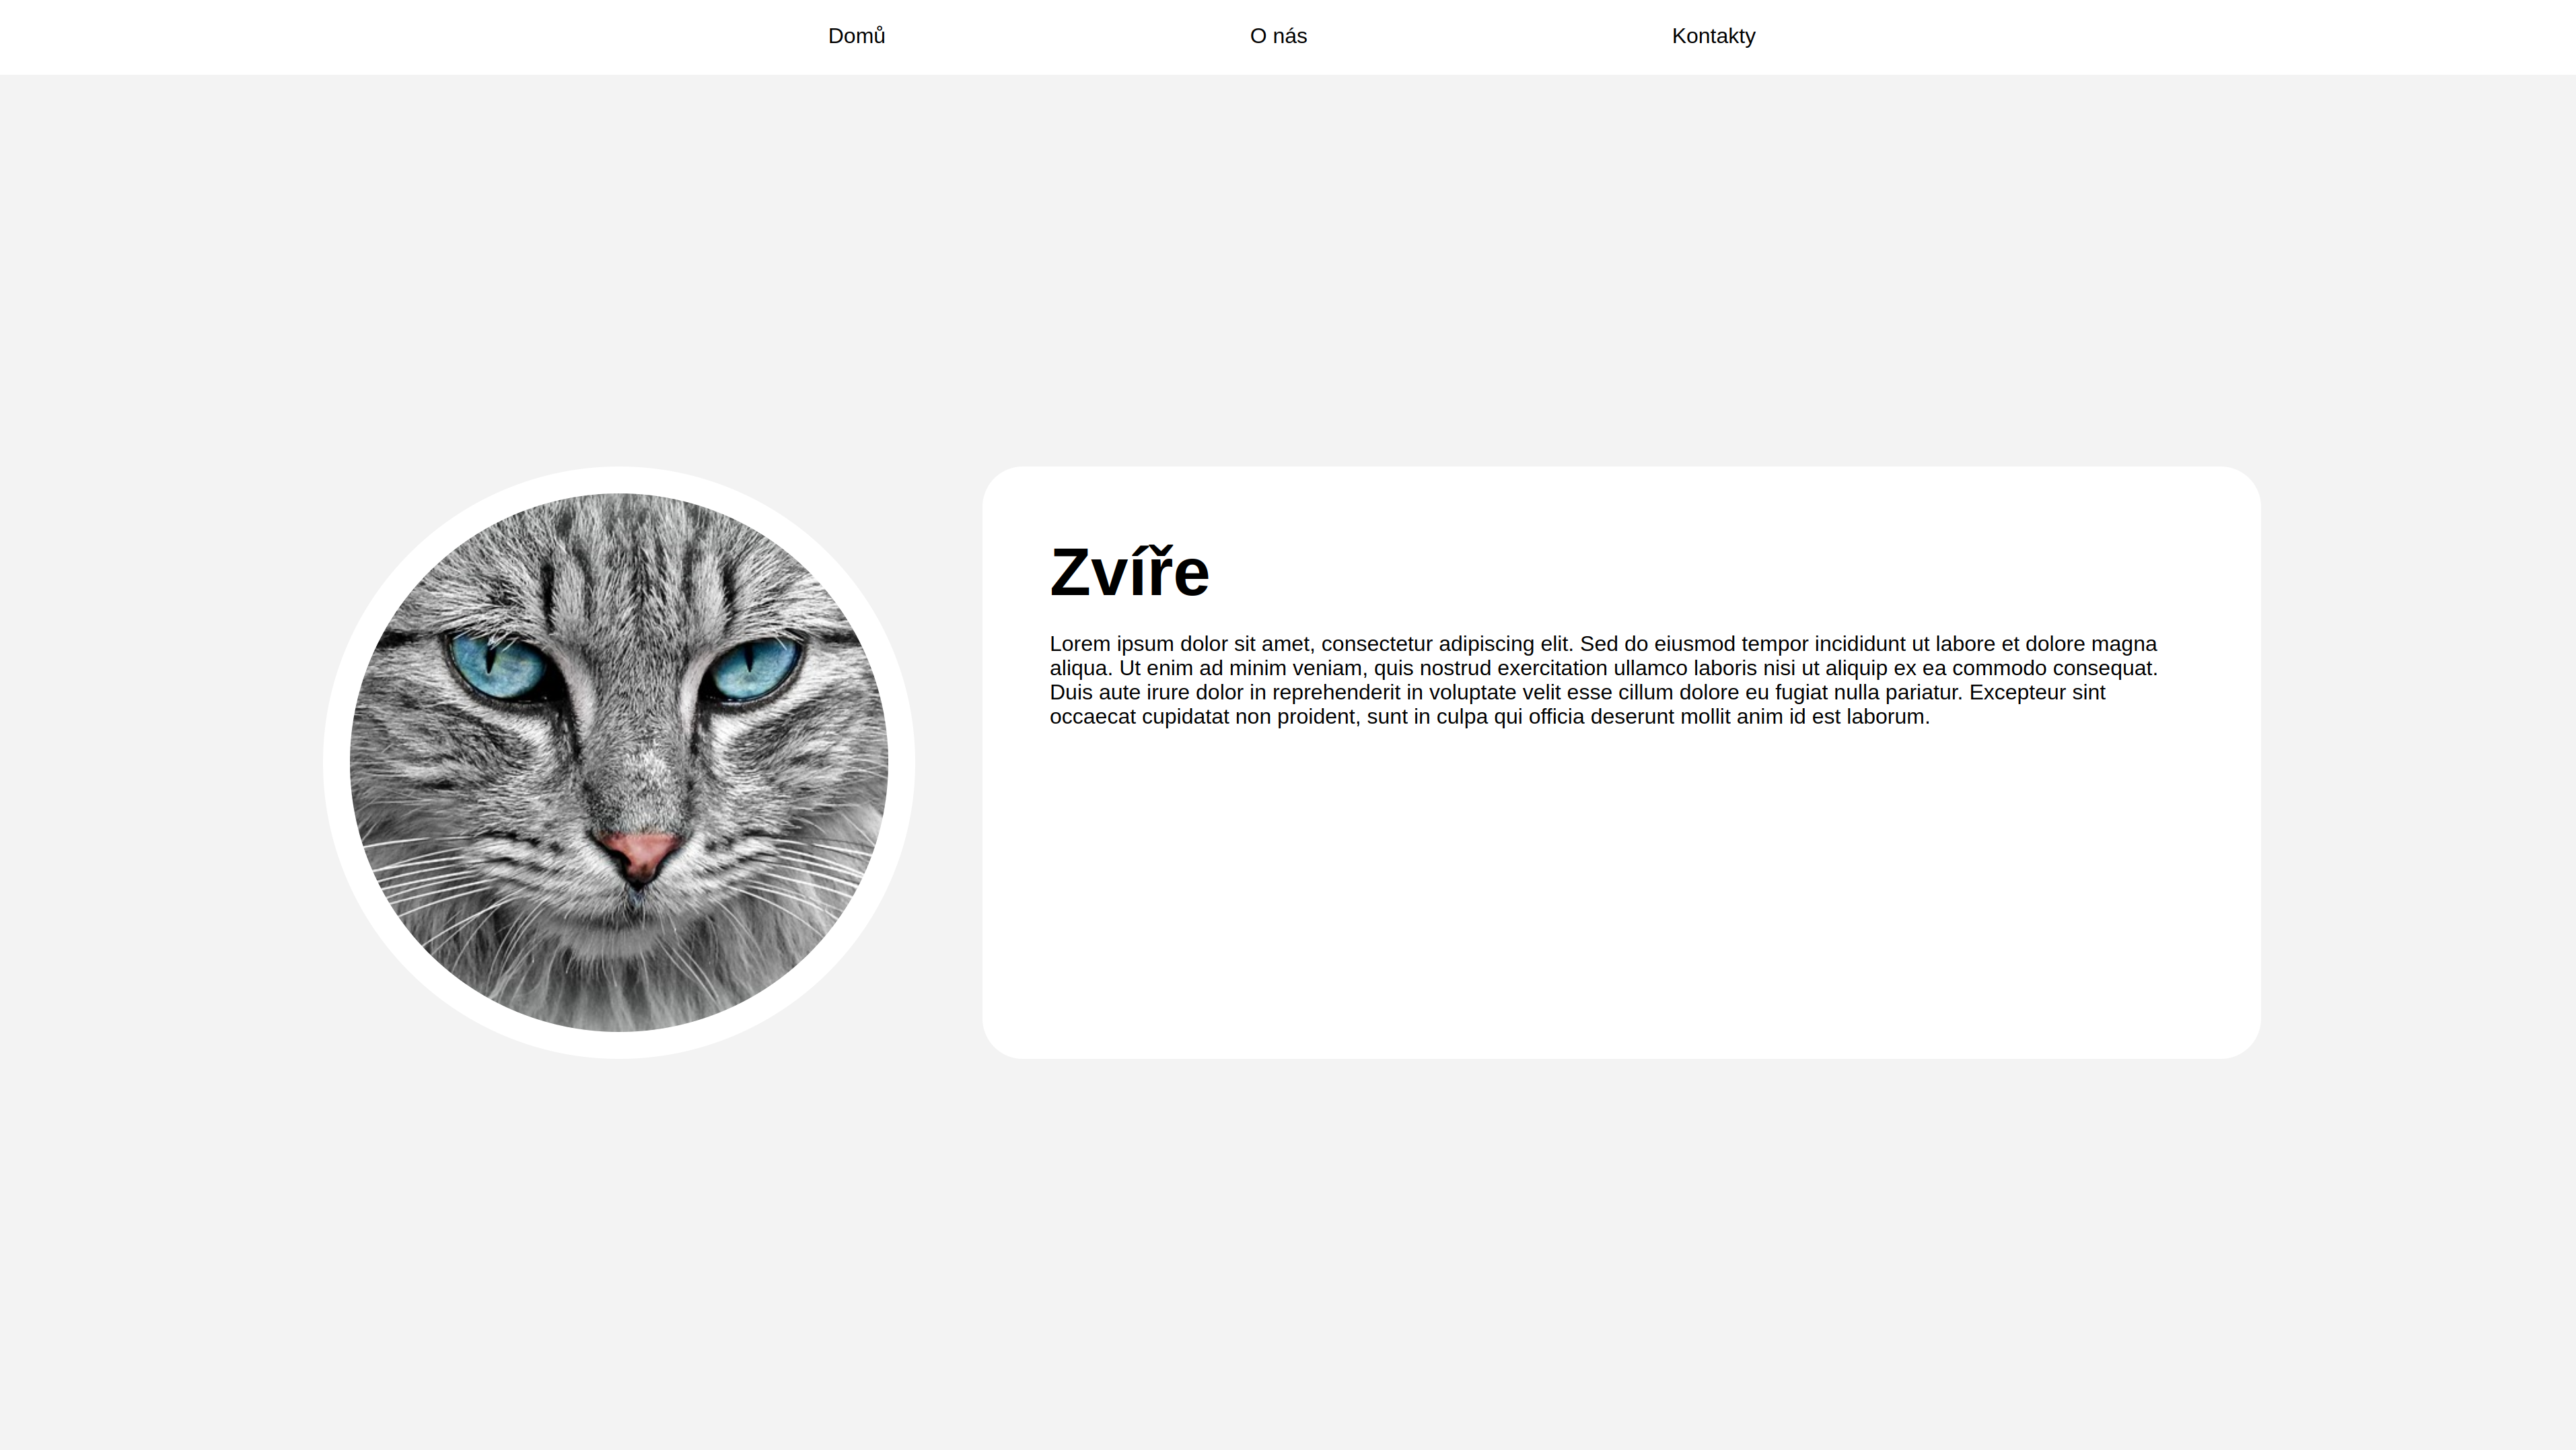 Domů O nás Kontakty
Zvíře
Lorem ipsum dolor sit amet, consectetur adipiscing elit. Sed do eiusmod tempor incididunt ut labore et dolore magna
aliqua. Ut enim ad minim veniam, quis nostrud exercitation ullamco laboris nisi ut aliquip ex ea commodo consequat.
Duis aute irure dolor in reprehenderit in voluptate velit esse cillum dolore eu fugiat nulla pariatur. Excepteur sint
occaecat cupidatat non proident, sunt in culpa qui officia deserunt mollit anim id est laborum.